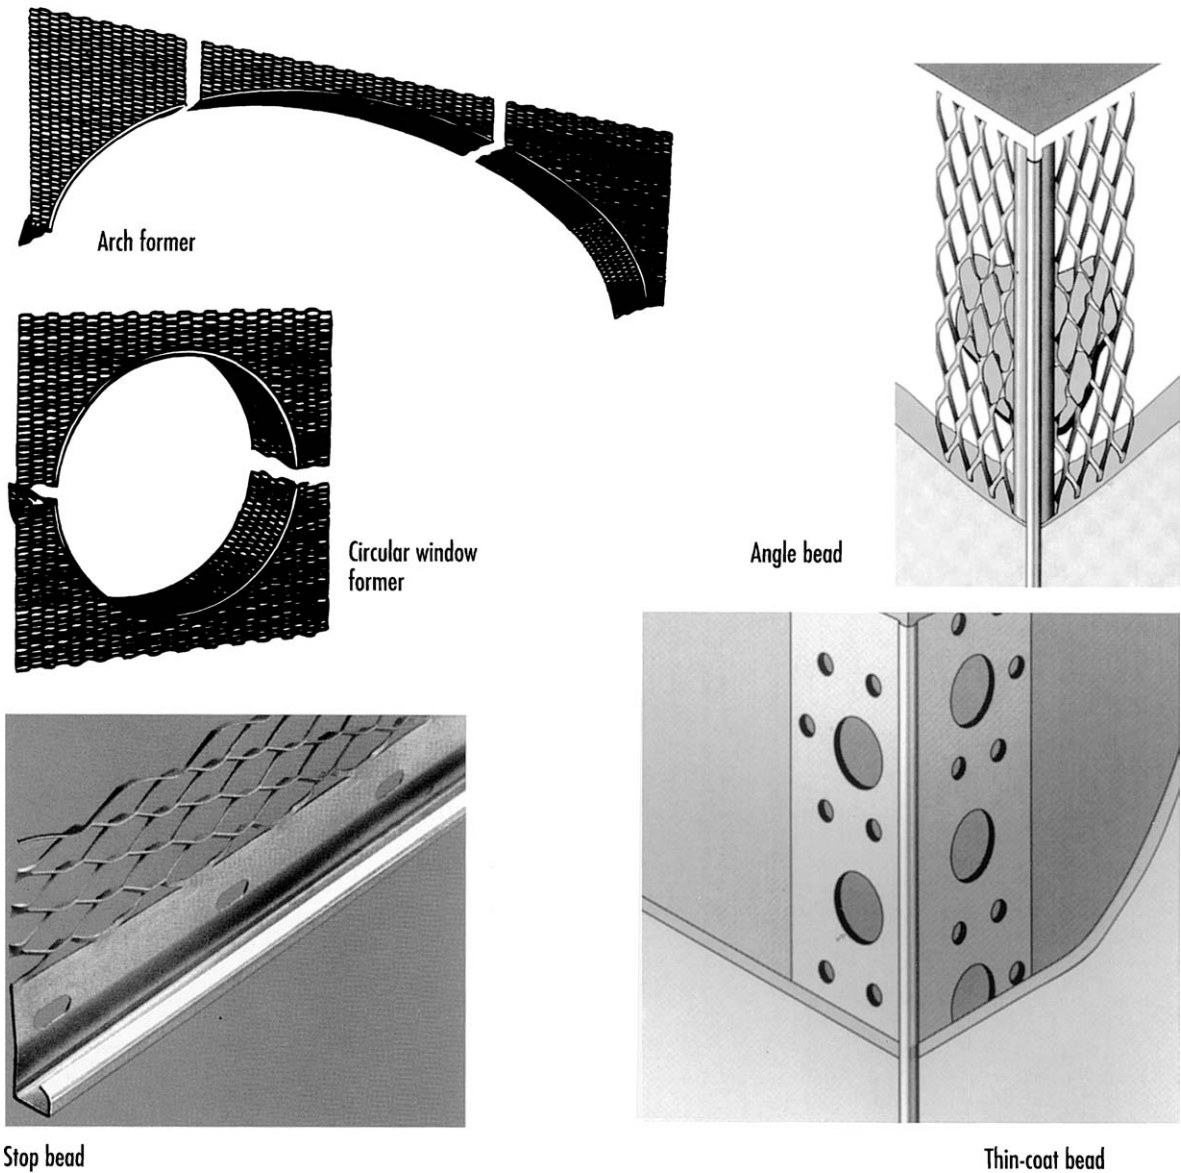 Arch former
Circular window
former
Angle bead
Stop bead
Thin-coat bead